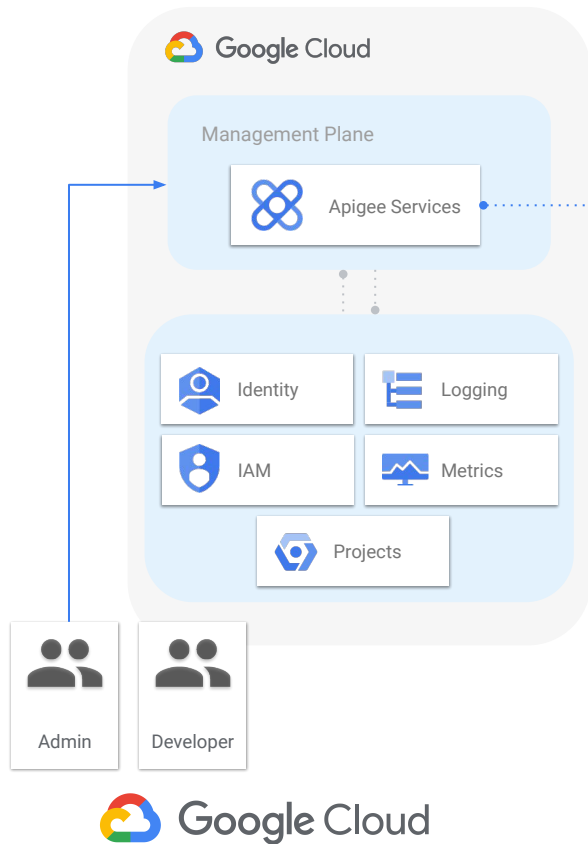 Google Cloud
Management Plane
Apigee Services
Identity
Logging
IAM
Metrics
Projects
Admin
Developer
Google Cloud